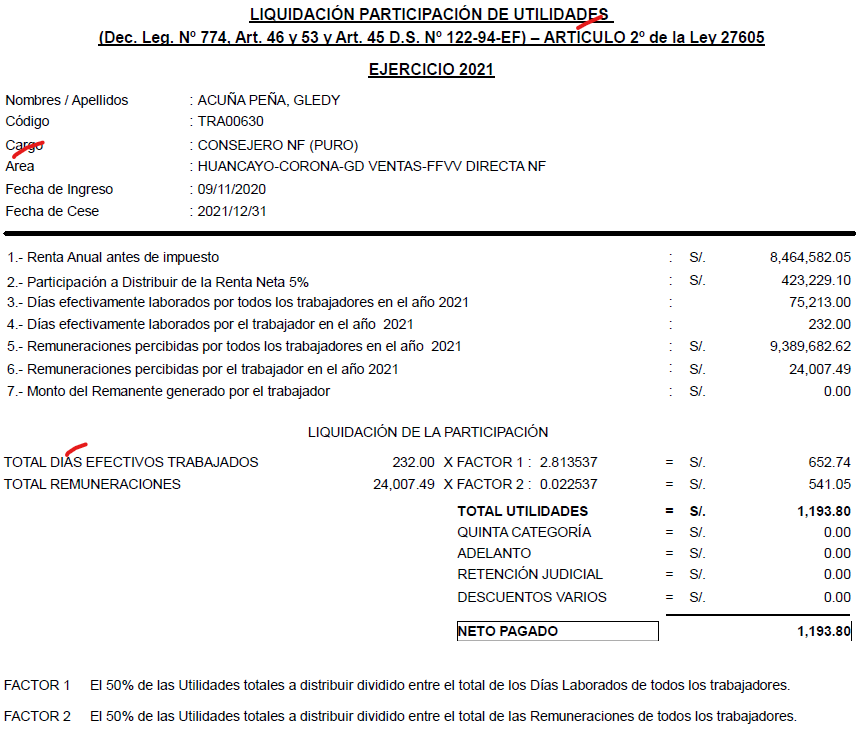 LIQUIDACIÓN PARTICIPACIÓN DE UTILIDADES
(Dec. Leg. Nº 774, Art. 46 y 53 y Art. 45 D.S. Nº 122-94-EF) – ARTÍCULO 2º de la Ley 27605
EJERCICIO 2021
Nombres / Apellidos : ACUÑA PEÑA, GLEDY
Código : TRA00630
Cargo : CONSEJERO NF (PURO)
Area : HUANCAYO-CORONA-GD VENTAS-FFVV DIRECTA NF
Fecha de Ingreso : 09/11/2020
Fecha de Cese : 2021/12/31
1.- Renta Anual antes de impuesto : S/. 8,464,582.05
2.- Participación a Distribuir de la Renta Neta 5% : S/. 423,229.10
3.- Días efectivamente laborados por todos los trabajadores en el año 2021 : 75,213.00
4.- Días efectivamente laborados por el trabajador en el año 2021 : 232.00
5.- Remuneraciones percibidas por todos los trabajadores en el año 2021 : S/. 9,389,682.62
6.- Remuneraciones percibidas por el trabajador en el año 2021 : S/. 24,007.49
7.- Monto del Remanente generado por el trabajador : S/. 0.00
LIQUIDACIÓN DE LA PARTICIPACIÓN
TOTAL DIAS EFECTIVOS TRABAJADOS 232.00 X FACTOR 1 : 2.813537 = S/. 652.74
TOTAL REMUNERACIONES 24,007.49 X FACTOR 2 : 0.022537 = S/. 541.05
TOTAL UTILIDADES = S/. 1,193.80
QUINTA CATEGORÍA = S/. 0.00
ADELANTO = S/. 0.00
RETENCIÓN JUDICIAL = S/. 0.00
DESCUENTOS VARIOS = S/. 0.00
NETO PAGADO 1,193.80
FACTOR 1 El 50% de las Utilidades totales a distribuir dividido entre el total de los Días Laborados de todos los trabajadores.
FACTOR 2 El 50% de las Utilidades totales a distribuir dividido entre el total de las Remuneraciones de todos los trabajadores.